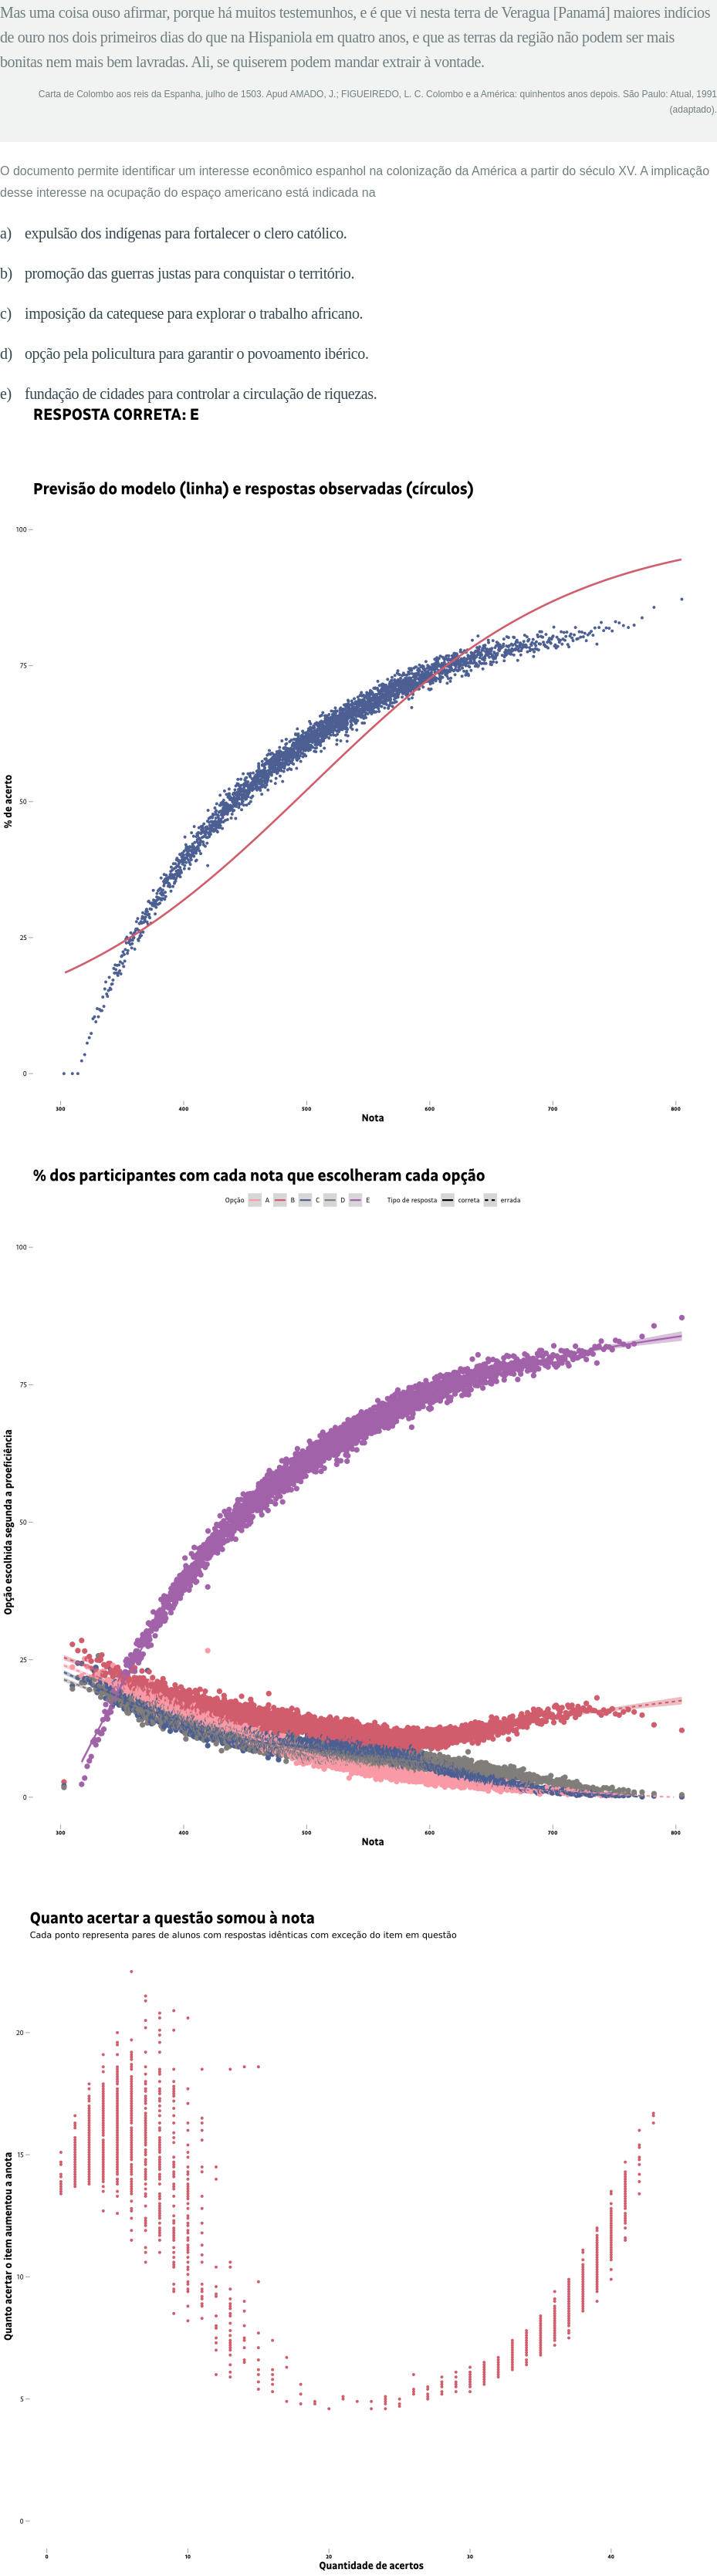 Mas uma coisa ouso afirmar, porque há muitos testemunhos, e é que vi nesta terra de Veragua [Panamá] maiores indícios
de ouro nos dois primeiros dias do que na Hispaniola em quatro anos, e que as terras da região não podem ser mais
bonitas nem mais bem lavradas. Ali, se quiserem podem mandar extrair à vontade.
Carta de Colombo aos reis da Espanha, julho de 1503. Apud AMADO, J.; FIGUEIREDO, L. C. Colombo e a América: quinhentos anos depois. São Paulo: Atual, 1991
(adaptado).
O documento permite identificar um interesse econômico espanhol na colonização da América a partir do século XV. A implicação
desse interesse na ocupação do espaço americano está indicada na
a) expulsão dos indígenas para fortalecer o clero católico.
b) promoção das guerras justas para conquistar o território.
c) imposição da catequese para explorar o trabalho africano.
d) opção pela policultura para garantir o povoamento ibérico.
e) fundação de cidades para controlar a circulação de riquezas.
RESPOSTA CORRETA: E
Previsão do modelo (linha) e respostas observadas (círculos)
100
75
50
25
0
% de acerto
300 400 500 600 700 800
Nota
% dos participantes com cada nota que escolheram cada opção
Opção A B C D E Tipo de resposta correta errada
100
75
50
25
0
Opção escolhida segunda a proeficiência
300 400 500 600 700 800
Nota
Quanto acertar a questão somou à nota
Cada ponto representa pares de alunos com respostas idênticas com exceção do item em questão
20
15
10
5
0
Quanto acertar o item aumentou a anota
0 10 20 30 40
Quantidade de acertos